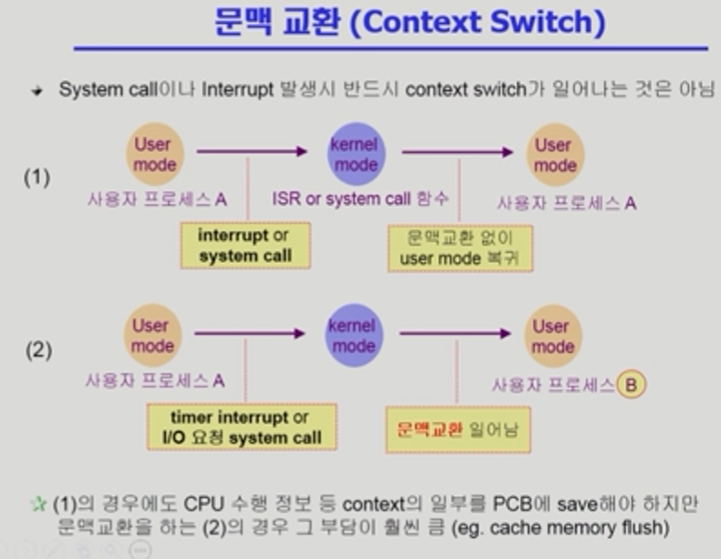 문맥 교환 (Context Switch)
System call이나 Interrupt 발생시 반드시 context switch가 일어나는 것은 아님
(1)
User
mode
kernel
mode
User
mode
사용자 프로세스 A
ISR or system call 함수
사용자 프로세스 A
interrupt or
system call
문맥교환 없이
user mode 복귀
(2)
User
mode
kernel
mode
User
mode
사용자 프로세스 A
사용자 프로세스 B
timer interrupt or
I/O 요청 system call
문맥교환 일어남
(1)의 경우에도 CPU 수행 정보 등 context의 일부를 PCB에 save해야 하지만
문맥교환을 하는 (2)의 경우 그 부담이 훨씬 큼 (eg. cache memory flush)